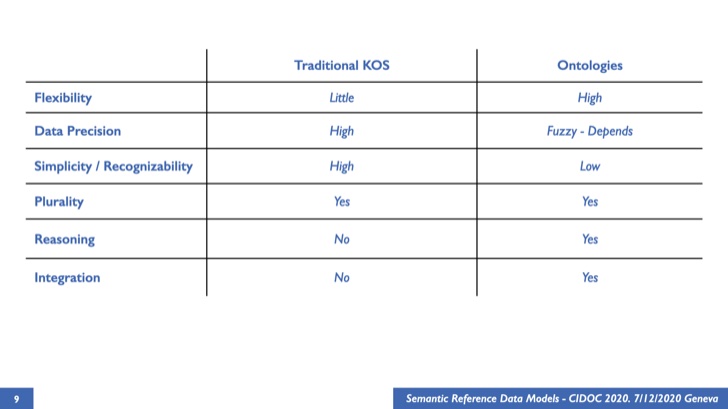 Traditional KOS Ontologies
Flexibility Little High
Data Precision High Fuzzy - Depends
Simplicity / Recognizability High Low
Plurality Yes Yes
Reasoning No Yes
Integration No Yes
9 Semantic Reference Data Models - CIDOC 2020. 7/12/2020 Geneva